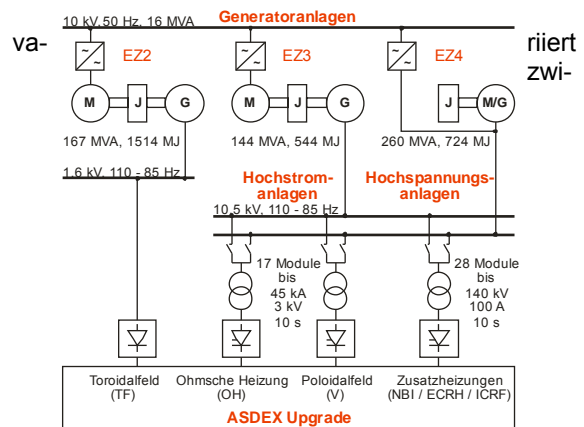 Generatoranlagen
10 kV, 50 Hz, 16 MVA
va-
riiert
zwi-
~
~
EZ2
~
~
EZ3
~
~
EZ4
M
J
G
M
J
G
J
M/G
167 MVA, 1514 MJ
144 MVA, 544 MJ
260 MVA, 724 MJ
1,6 kV, 110 - 85 Hz
Hochstrom-
anlagen
Hochspannungs-
anlagen
10,5 kV, 110 - 85 Hz
17 Module
bis
45 kA
3 kV
10 s
28 Module
bis
140 kV
100 A
10 s
Toroidalfeld
(TF)
Ohmsche Heizung
(OH)
Poloidalfeld
(V)
Zusatzheizungen
(NBI / ECRH / ICRF)
ASDEX Upgrade